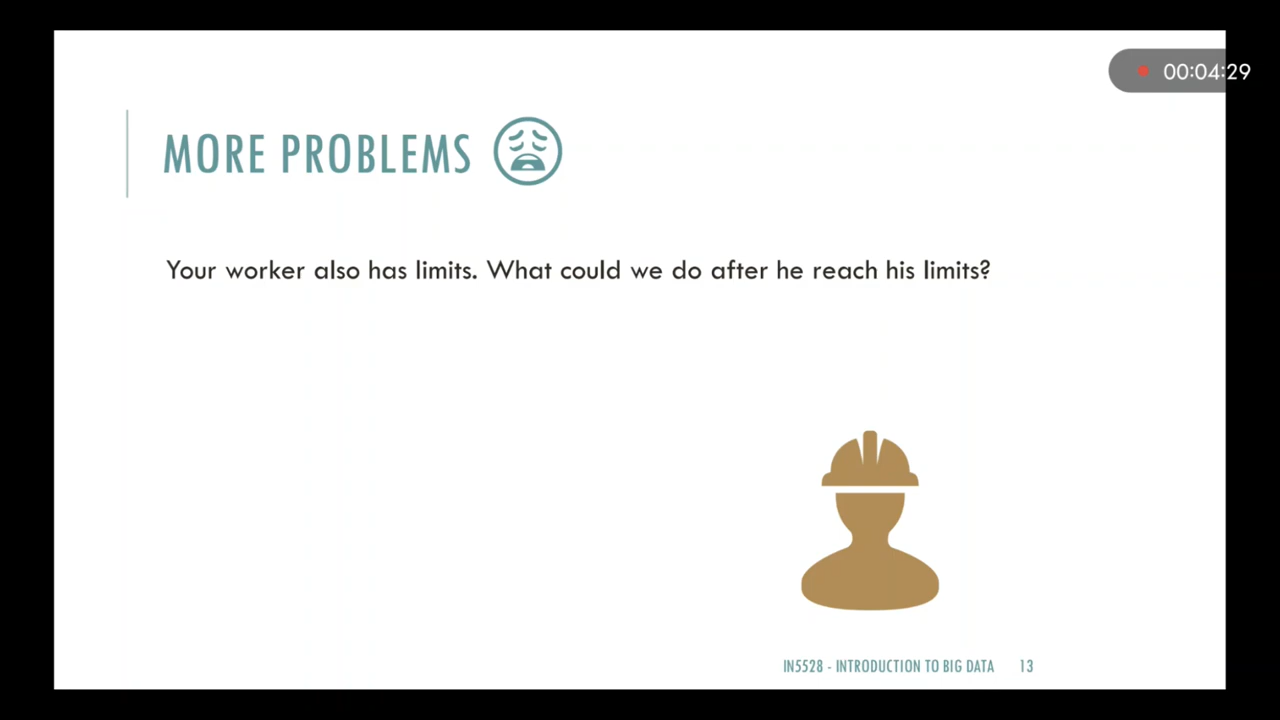 00:04:29
MORE PROBLEMS
Your worker also has limits. What could we do after he reach his limits?
IN5528 - INTRODUCTION TO BIG DATA 13